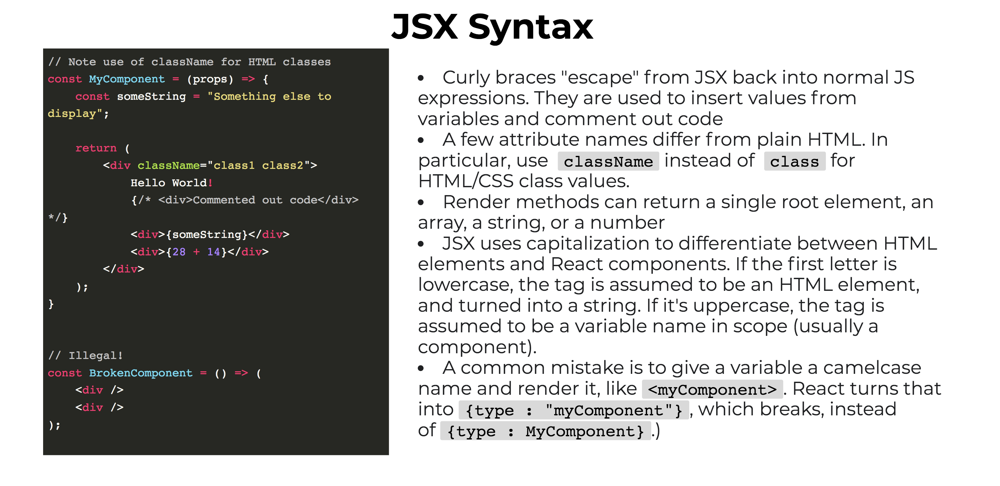 JSX Syntax
// Note use of className for HTML classes
const MyComponent = (props) => {
    const someString = "Something else to
display";
    return (
        <div className="class1 class2">
            Hello World!
            {/* <div>Commented out code</div>
*/}
            <div>{someString}</div>
            <div>{28 + 14}</div>
        </div>
    );
}
// Illegal!
const BrokenComponent = () => (
    <div />
    <div />
);
• Curly braces "escape" from JSX back into normal JS
expressions. They are used to insert values from
variables and comment out code
• A few attribute names differ from plain HTML. In
particular, use className instead of class for
HTML/CSS class values.
• Render methods can return a single root element, an
array, a string, or a number
• JSX uses capitalization to differentiate between HTML
elements and React components. If the first letter is
lowercase, the tag is assumed to be an HTML element,
and turned into a string. If it's uppercase, the tag is
assumed to be a variable name in scope (usually a
component).
• A common mistake is to give a variable a camelcase
name and render it, like <myComponent>. React turns that
into {type : "myComponent"}, which breaks, instead
of {type : MyComponent}.)